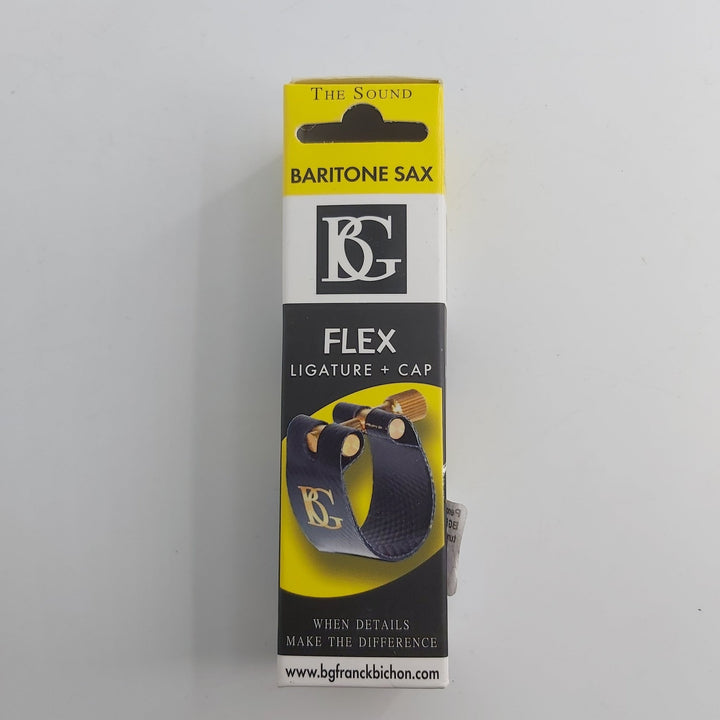 THE SOUND
BARITONE SAX
BG
FLEX
LIGATURE + CAP
BG
WHEN DETAILS
MAKE THE DIFFERENCE
www.bgfranckbichon.com